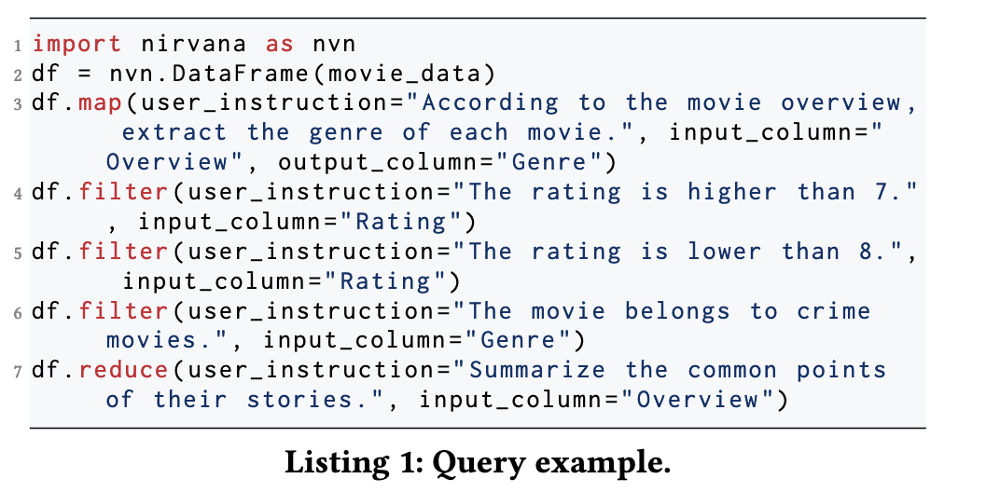 1 import nirvana as nvn
2 df = nvn.DataFrame(movie_data)
3 df.map(user_instruction="According to the movie overview,
extract the genre of each movie.", input_column="
Overview", output_column="Genre")
4 df.filter(user_instruction="The rating is higher than 7."
, input_column="Rating")
5 df.filter(user_instruction="The rating is lower than 8.",
input_column="Rating")
6 df.filter(user_instruction="The movie belongs to crime
movies.", input_column="Genre")
7 df.reduce(user_instruction="Summarize the common points
of their stories.", input_column="Overview")
Listing 1: Query example.